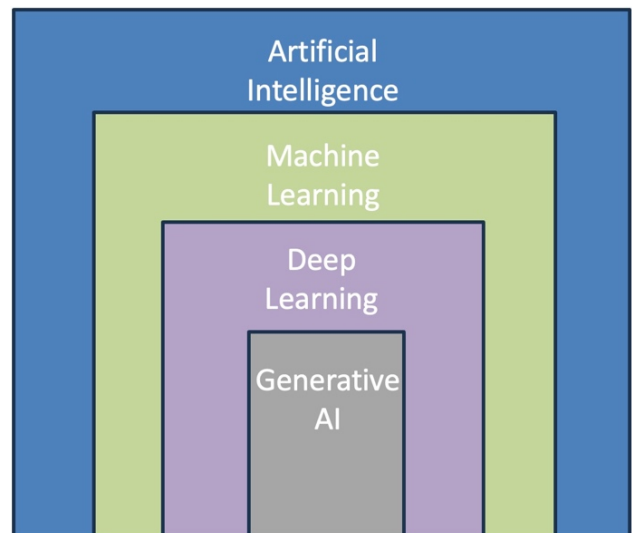 Artificial
Intelligence
Machine
Learning
Deep
Learning
Generative
AI